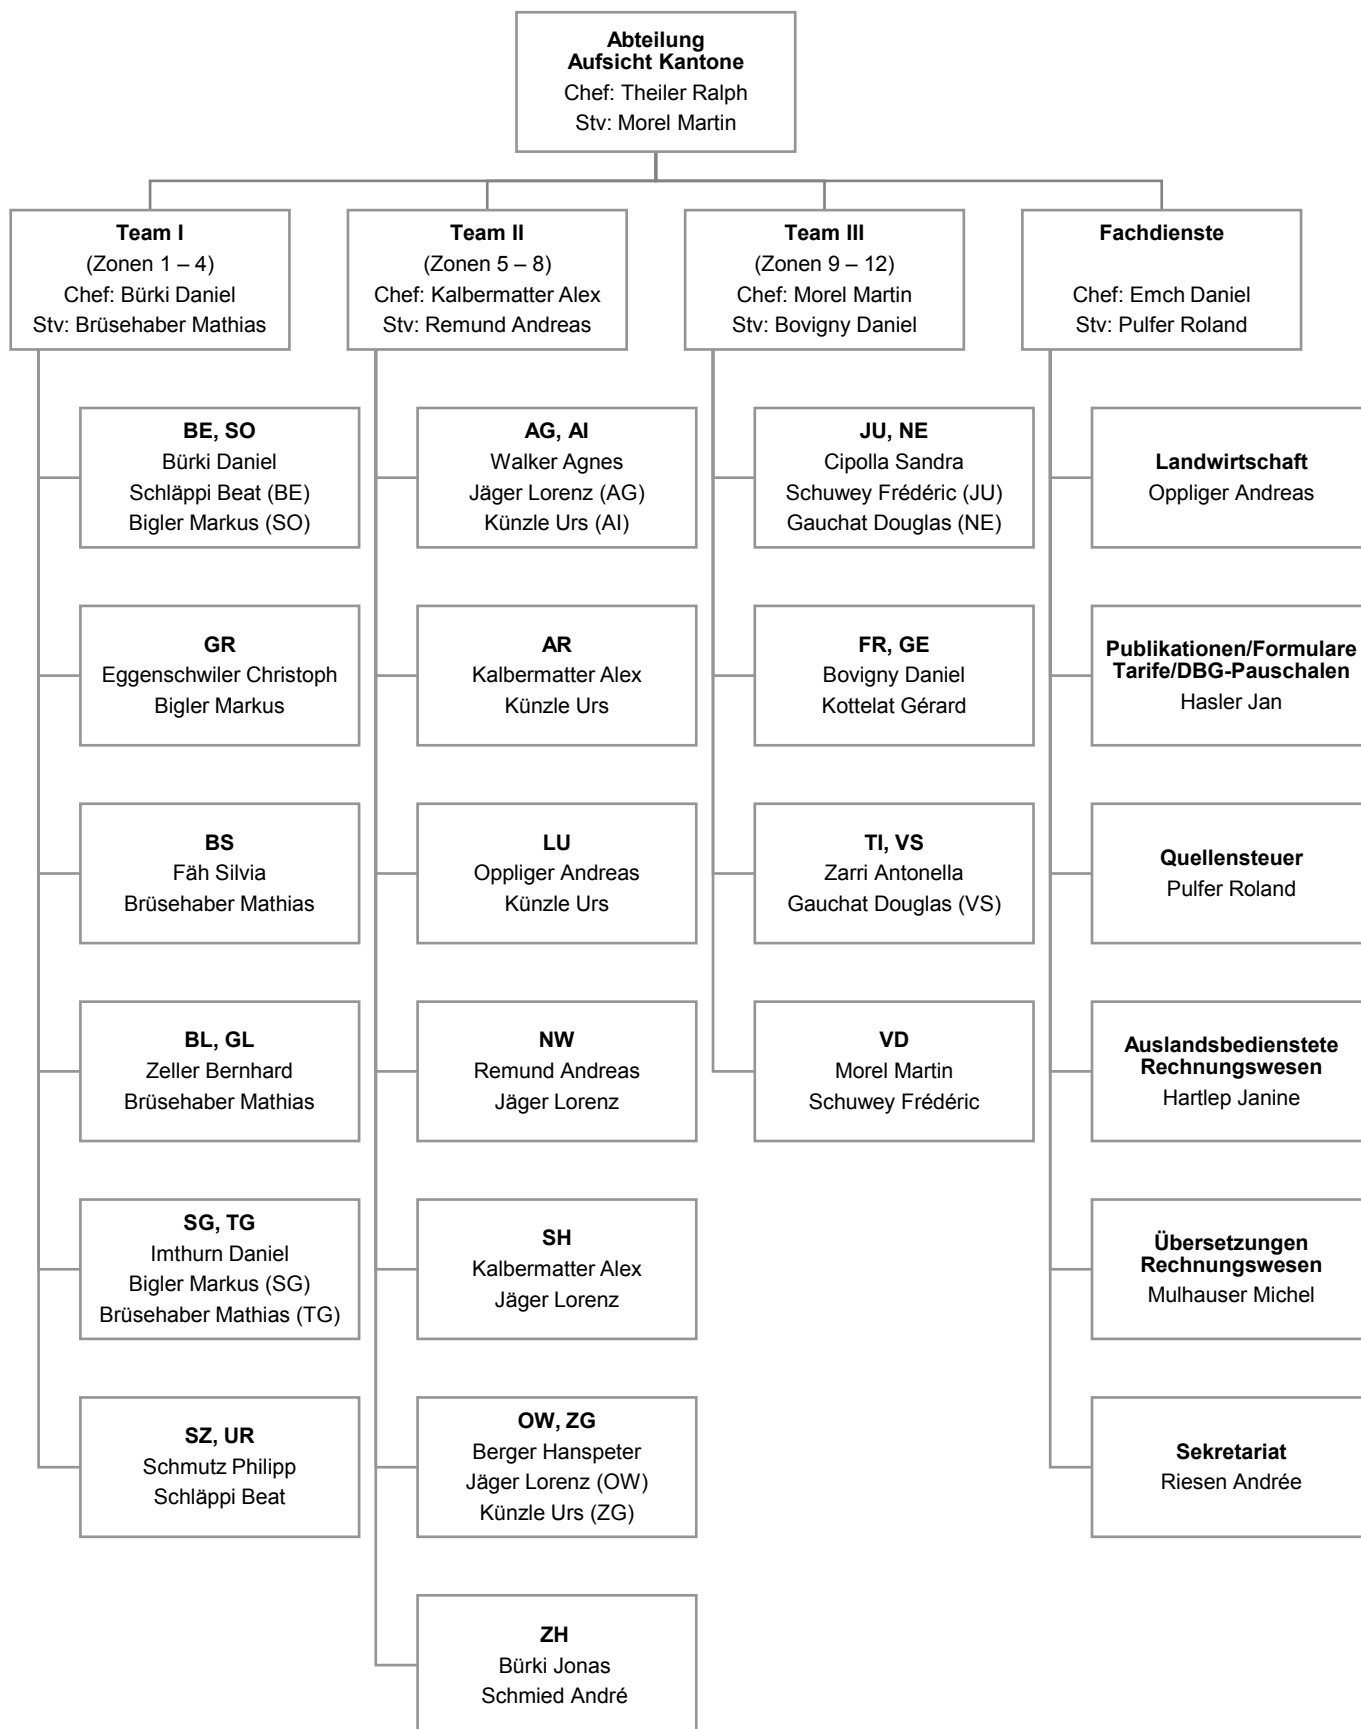 Abteilung
Aufsicht Kantone
Chef: Theiler Ralph
Stv: Morel Martin
Team I
(Zonen 1 – 4)
Chef: Bürki Daniel
Stv: Brüsehaber Mathias
Team II
(Zonen 5 – 8)
Chef: Kalbermatter Alex
Stv: Remund Andreas
Team III
(Zonen 9 – 12)
Chef: Morel Martin
Stv: Bovigny Daniel
Fachdienste
Chef: Emch Daniel
Stv: Pulfer Roland
BE, SO
Bürki Daniel
Schläppi Beat (BE)
Bigler Markus (SO)
GR
Eggenschwiler Christoph
Bigler Markus
BS
Fäh Silvia
Brüsehaber Mathias
BL, GL
Zeller Bernhard
Brüsehaber Mathias
SG, TG
Imthurn Daniel
Bigler Markus (SG)
Brüsehaber Mathias (TG)
SZ, UR
Schmutz Philipp
Schläppi Beat
AG, AI
Walker Agnes
Jäger Lorenz (AG)
Künzle Urs (AI)
AR
Kalbermatter Alex
Künzle Urs
LU
Oppliger Andreas
Künzle Urs
NW
Remund Andreas
Jäger Lorenz
SH
Kalbermatter Alex
Jäger Lorenz
OW, ZG
Berger Hanspeter
Jäger Lorenz (OW)
Künzle Urs (ZG)
ZH
Bürki Jonas
Schmied André
JU, NE
Cipolla Sandra
Schuwey Frédéric (JU)
Gauchat Douglas (NE)
FR, GE
Bovigny Daniel
Kottelat Gérard
TI, VS
Zarri Antonella
Gauchat Douglas (VS)
VD
Morel Martin
Schuwey Frédéric
Landwirtschaft
Oppliger Andreas
Publikationen/Formulare
Tarife/DBG-Pauschalen
Hasler Jan
Quellensteuer
Pulfer Roland
Auslandsbedienstete
Rechnungswesen
Hartlep Janine
Übersetzungen
Rechnungswesen
Mulhauser Michel
Sekretariat
Riesen Andrée